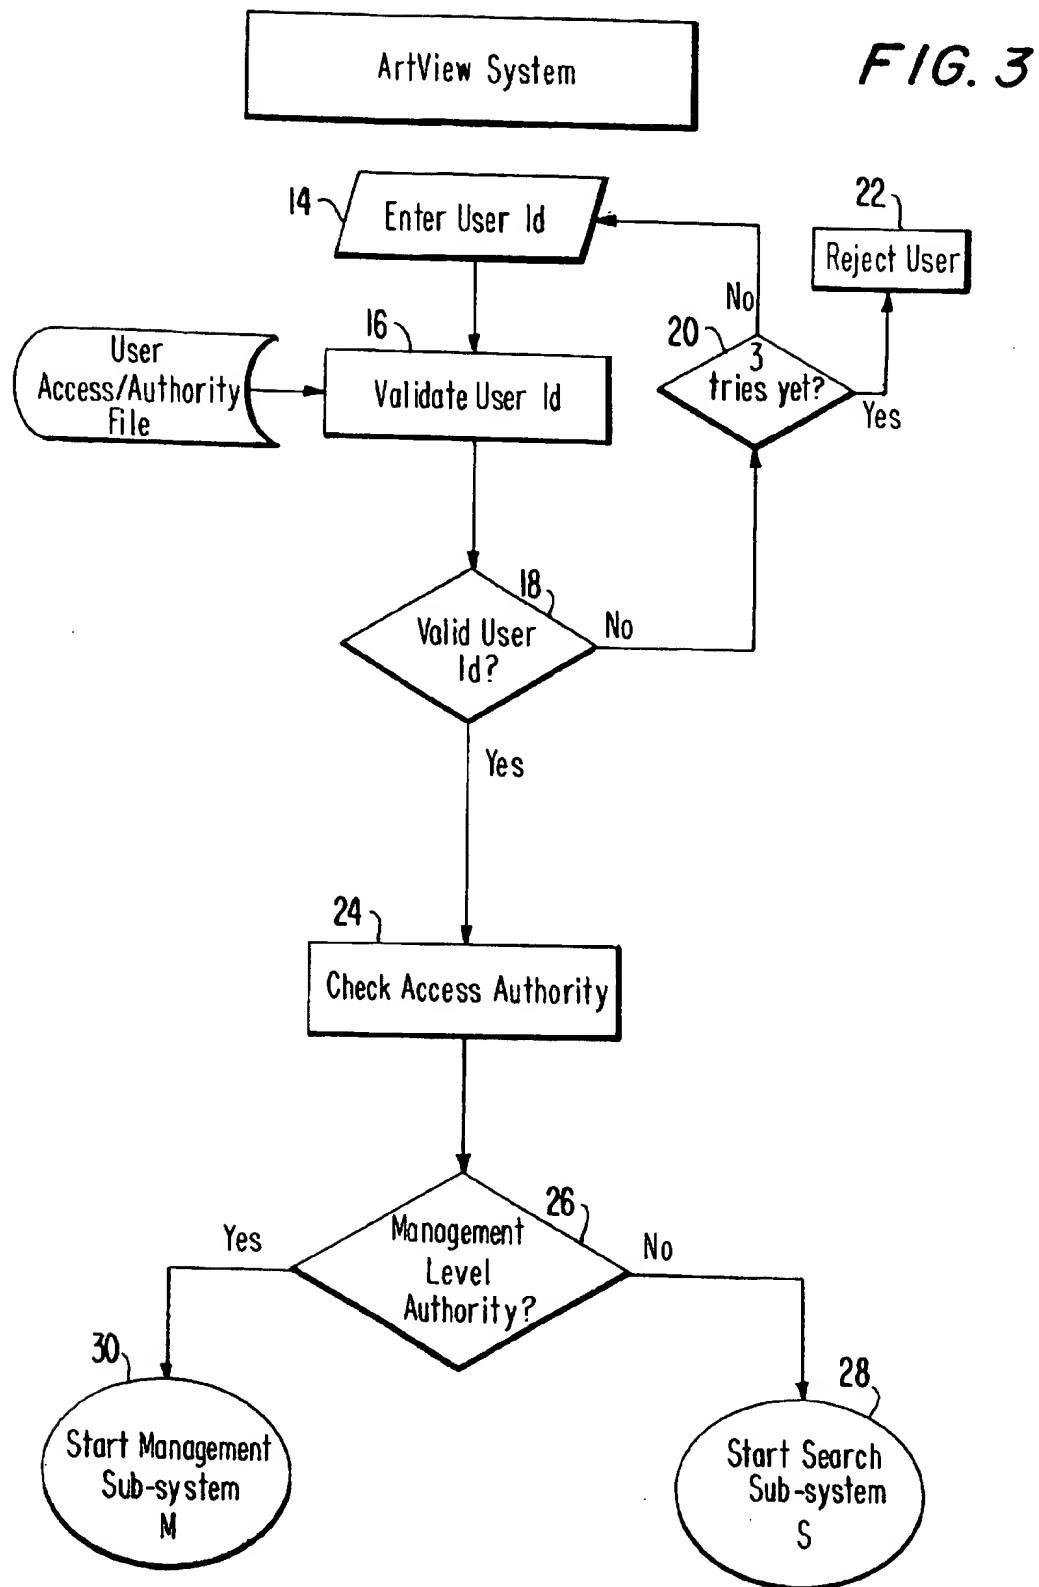 ArtView System
FIG. 3
14
Enter User Id
22
Reject User
No
20
3
tries yet?
Yes
16
Validate User Id
User
Access/Authority
File
18
Valid User
Id?
No
Yes
24
Check Access Authority
26
Management
Level
Authority?
Yes
No
30
Start Management
Sub-system
M
28
Start Search
Sub-system
S